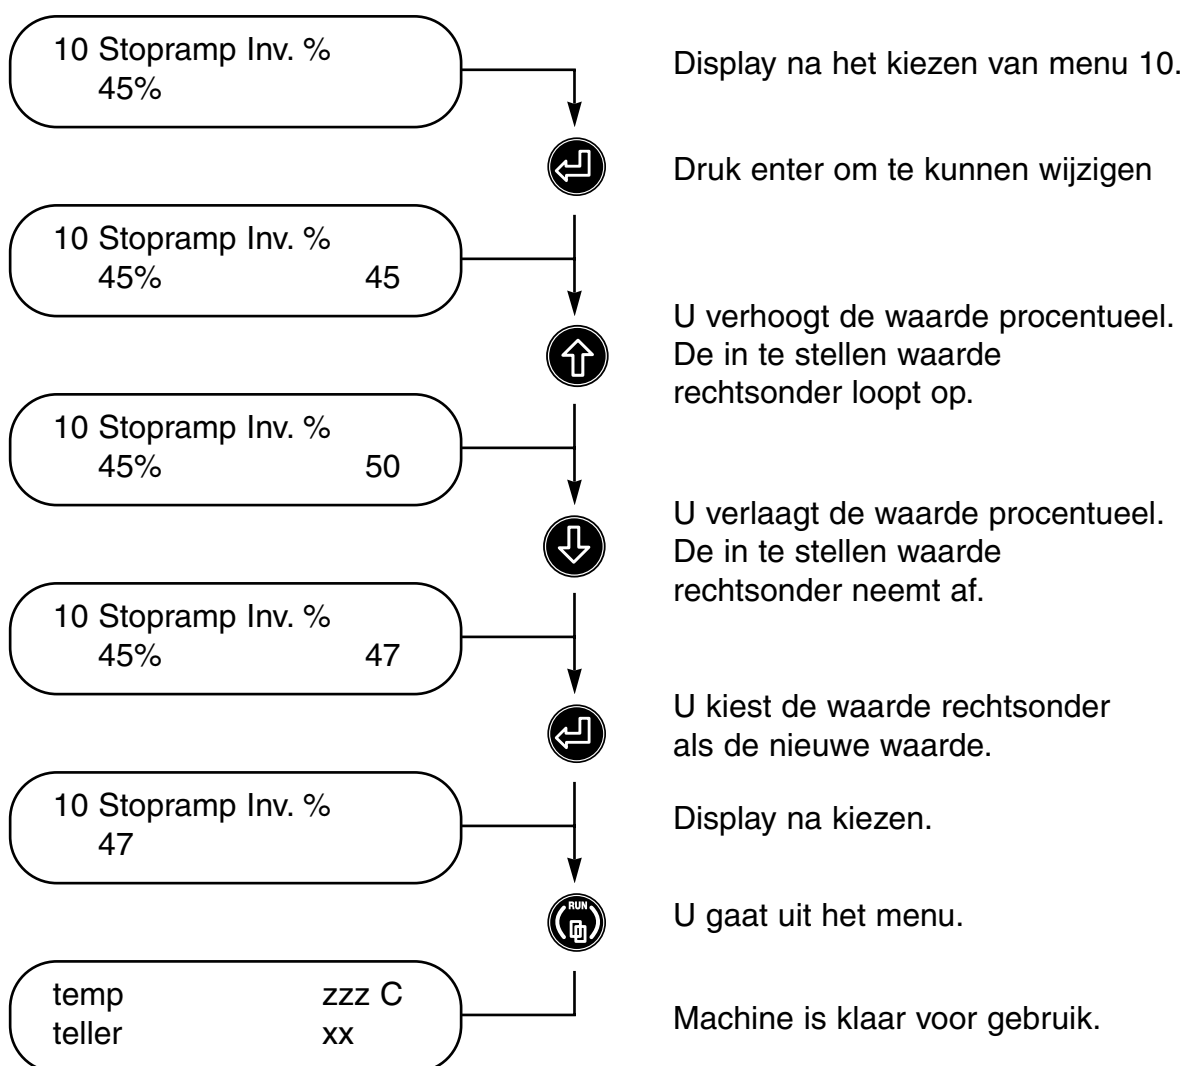 10 Stopramp Inv. %
45%
Display na het kiezen van menu 10.
Druk enter om te kunnen wijzigen
10 Stopramp Inv. %
45% 45
U verhoogt de waarde procentueel.
De in te stellen waarde
rechtsonder loopt op.
10 Stopramp Inv. %
45% 50
U verlaagt de waarde procentueel.
De in te stellen waarde
rechtsonder neemt af.
10 Stopramp Inv. %
45% 47
U kiest de waarde rechtsonder
als de nieuwe waarde.
10 Stopramp Inv. %
47
Display na kiezen.
RUN
U gaat uit het menu.
temp zzz C
teller xx
Machine is klaar voor gebruik.